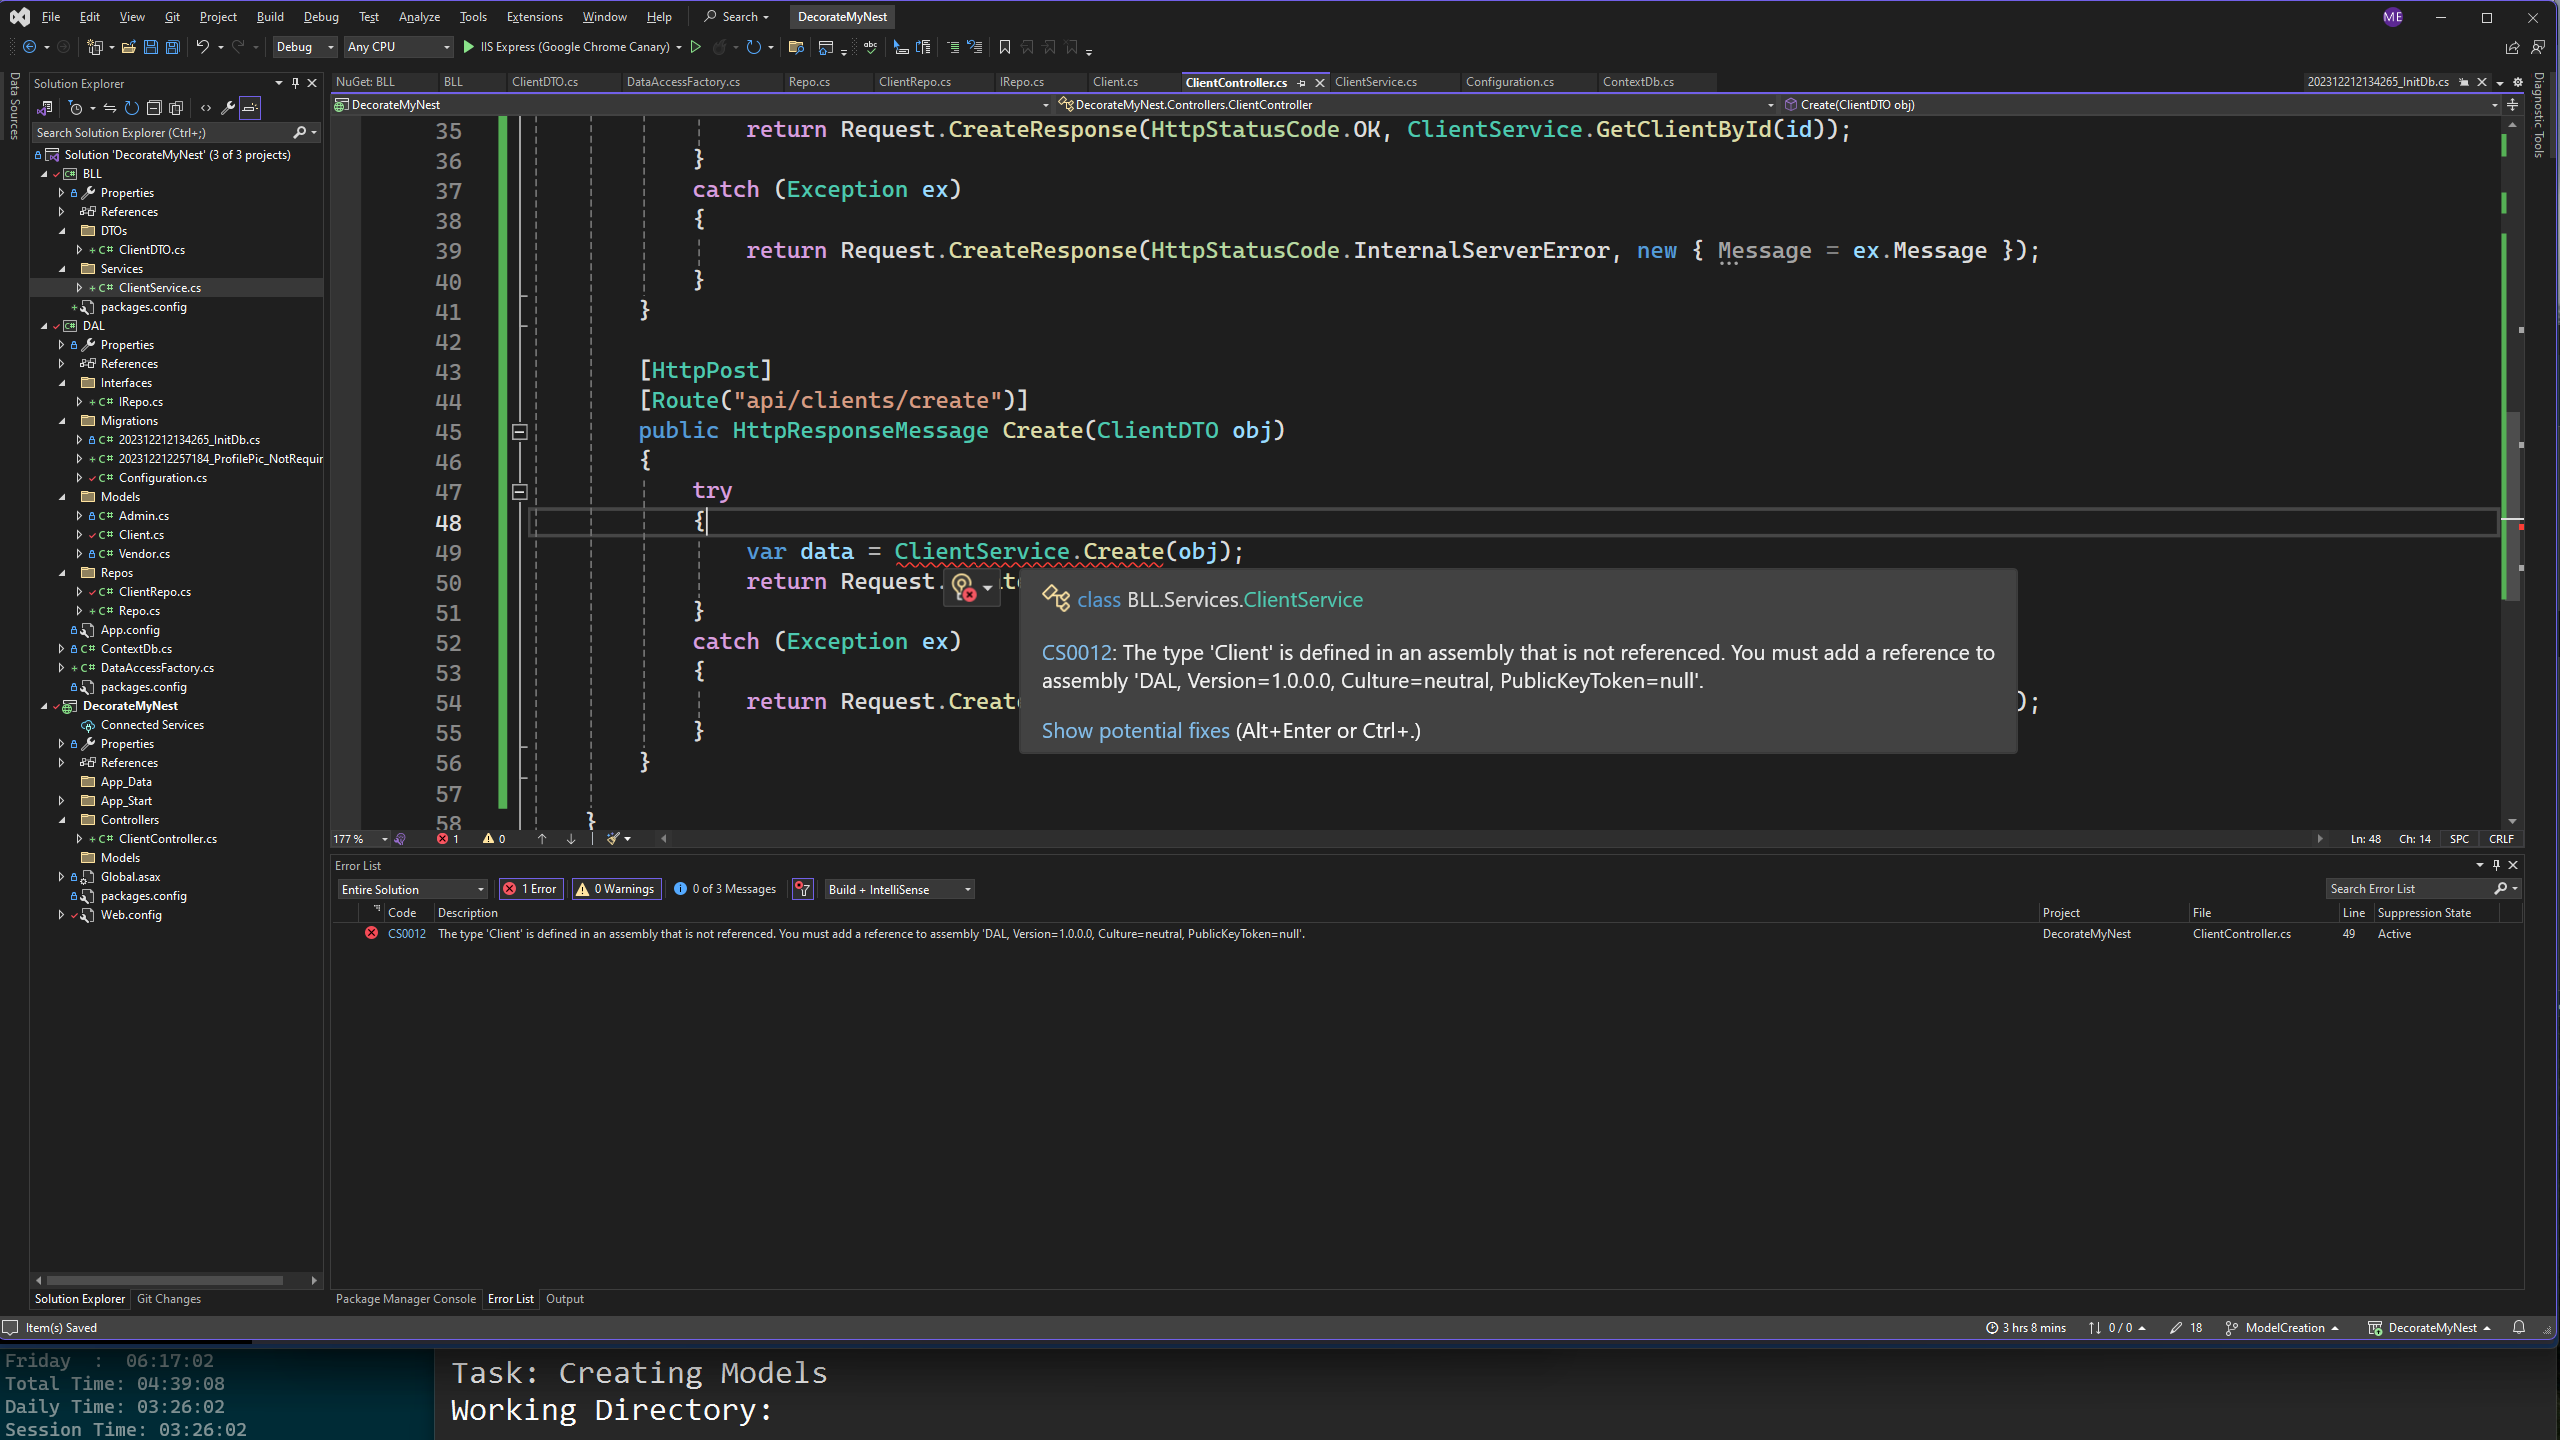 File Edit View Git Project Build Debug Test Analyze Tools Extensions Window Help Search DecorateMyNest ME
Debug Any CPU IIS Express (Google Chrome Canary)
Data Sources
Solution Explorer
Search Solution Explorer (Ctrl+;)
Solution 'DecorateMyNest' (3 of 3 projects)
BLL
Properties
References
DTOs
C# ClientDTO.cs
Services
C# ClientService.cs
packages.config
DAL
Properties
References
Interfaces
C# IRepo.cs
Migrations
C# 202312212134265_InitDb.cs
C# 202312212257184_ProfilePic_NotRequir
C# Configuration.cs
Models
C# Admin.cs
C# Client.cs
C# Vendor.cs
Repos
C# ClientRepo.cs
C# Repo.cs
App.config
C# ContextDb.cs
C# DataAccessFactory.cs
packages.config
DecorateMyNest
Connected Services
Properties
References
App_Data
App_Start
Controllers
C# ClientController.cs
Models
Global.asax
packages.config
Web.config
Solution Explorer Git Changes
NuGet: BLL BLL ClientDTO.cs DataAccessFactory.cs Repo.cs ClientRepo.cs IRepo.cs Client.cs ClientController.cs ClientService.cs Configuration.cs ContextDb.cs 202312212134265_InitDb.cs
DecorateMyNest DecorateMyNest.Controllers.ClientController Create(ClientDTO obj)
Diagnostic Tools
35 return Request.CreateResponse(HttpStatusCode.OK, ClientService.GetClientById(id));
36 }
37 catch (Exception ex)
38 {
39 return Request.CreateResponse(HttpStatusCode.InternalServerError, new { Message = ex.Message });
40 }
41 }
42
43 [HttpPost]
44 [Route("api/clients/create")]
45 public HttpResponseMessage Create(ClientDTO obj)
46 {
47 try
48 {
49 var data = ClientService.Create(obj);
50 return Request.
51 }
52 catch (Exception ex)
53 {
54 return Request.Create );
55 }
56 }
57
58 }
class BLL.Services.ClientService
CS0012: The type 'Client' is defined in an assembly that is not referenced. You must add a reference to
assembly 'DAL, Version=1.0.0.0, Culture=neutral, PublicKeyToken=null'.
Show potential fixes (Alt+Enter or Ctrl+.)
177 % 1 0 Ln: 48 Ch: 14 SPC CRLF
Error List
Entire Solution 1 Error 0 Warnings 0 of 3 Messages Build + IntelliSense Search Error List
Code Description Project File Line Suppression State
CS0012 The type 'Client' is defined in an assembly that is not referenced. You must add a reference to assembly 'DAL, Version=1.0.0.0, Culture=neutral, PublicKeyToken=null'. DecorateMyNest ClientController.cs 49 Active
Package Manager Console Error List Output
Item(s) Saved 3 hrs 8 mins 0 / 0 18 ModelCreation DecorateMyNest
Friday : 06:17:02
Total Time: 04:39:08
Daily Time: 03:26:02
Session Time: 03:26:02
Task: Creating Models
Working Directory: